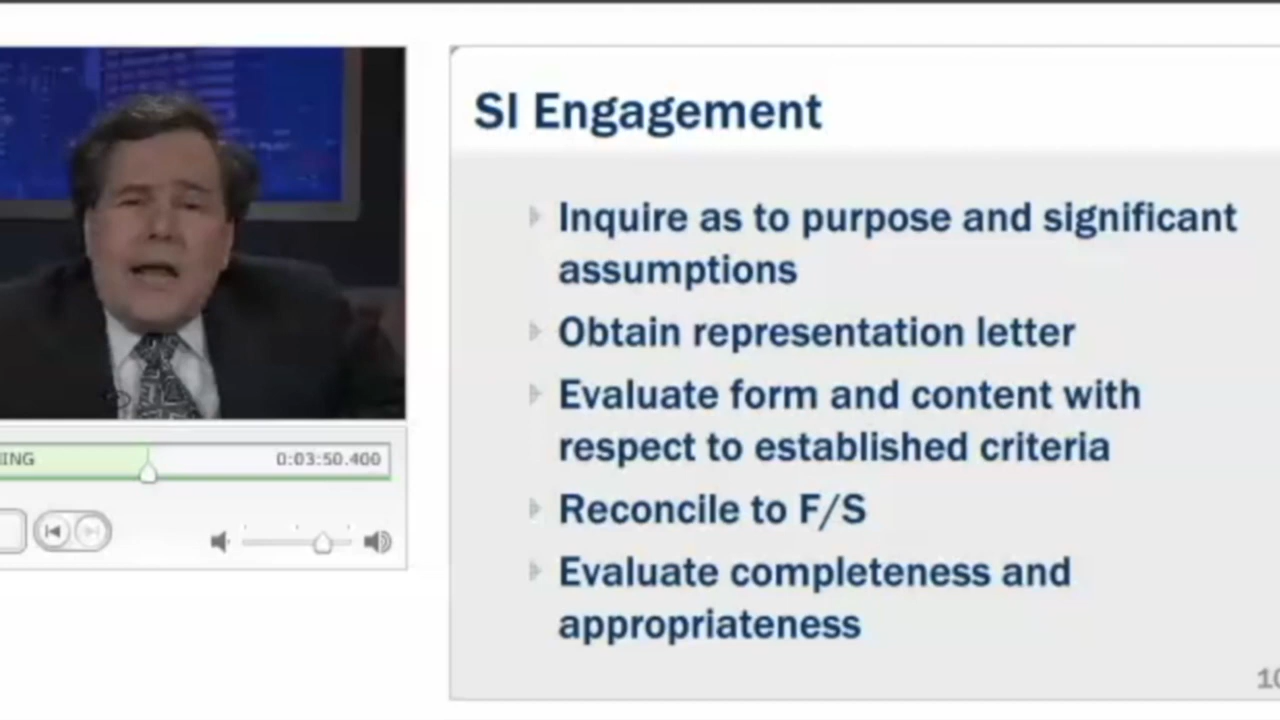 SI Engagement
Inquire as to purpose and significant
assumptions
Obtain representation letter
Evaluate form and content with
respect to established criteria
ING 0:03:50.400
Reconcile to F/S
Evaluate completeness and
appropriateness
10